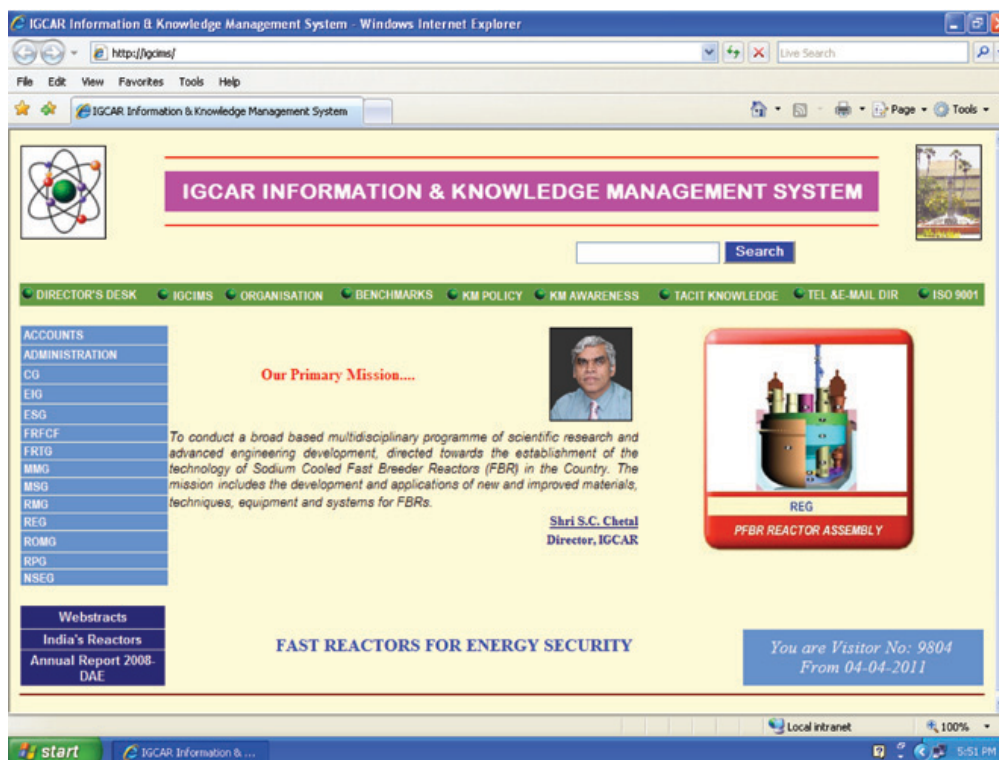 IGCAR Information & Knowledge Management System - Windows Internet Explorer
http://igcims/
Live Search
File Edit View Favorites Tools Help
IGCAR Information & Knowledge Management System
Page Tools
IGCAR INFORMATION & KNOWLEDGE MANAGEMENT SYSTEM
Search
DIRECTOR'S DESK IGCIMS ORGANISATION BENCHMARKS KM POLICY KM AWARENESS TACIT KNOWLEDGE TEL &E-MAIL DIR ISO 9001
ACCOUNTS
ADMINISTRATION
CG
EIG
ESG
FRFCF
FRTG
MMG
MSG
RMG
REG
ROMG
RPG
NSEG
Our Primary Mission....
To conduct a broad based multidisciplinary programme of scientific research and
advanced engineering development, directed towards the establishment of the
technology of Sodium Cooled Fast Breeder Reactors (FBR) in the Country. The
mission includes the development and applications of new and improved materials,
techniques, equipment and systems for FBRs.
Shri S.C. Chetal
Director, IGCAR
REG
PFBR REACTOR ASSEMBLY
Webstracts
India's Reactors
Annual Report 2008-
DAE
FAST REACTORS FOR ENERGY SECURITY
You are Visitor No: 9804
From 04-04-2011
Local intranet 100%
start IGCAR Information & ... 5:51 PM